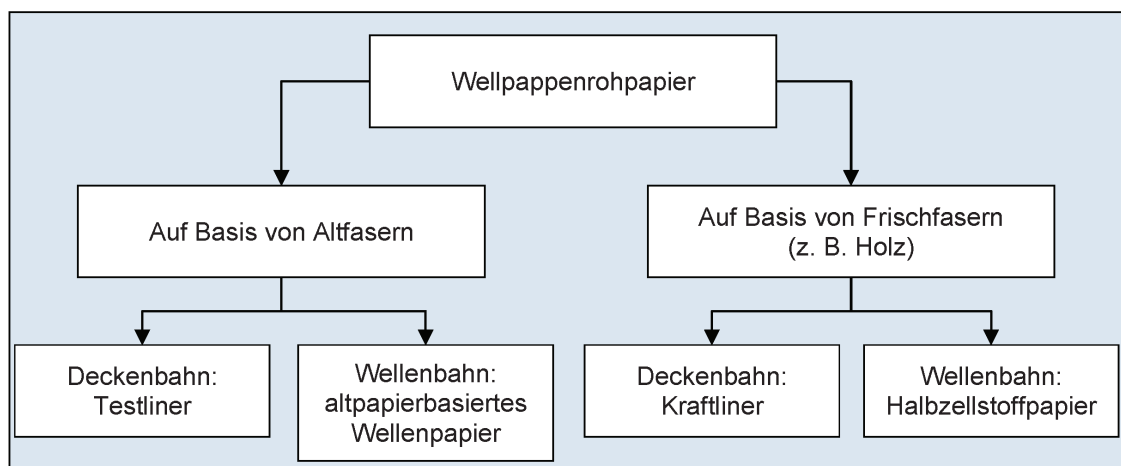 Wellpappenrohpapier
Auf Basis von Altfasern
Auf Basis von Frischfasern
(z. B. Holz)
Deckenbahn:
Testliner
Wellenbahn:
altpapierbasiertes
Wellenpapier
Deckenbahn:
Kraftliner
Wellenbahn:
Halbzellstoffpapier